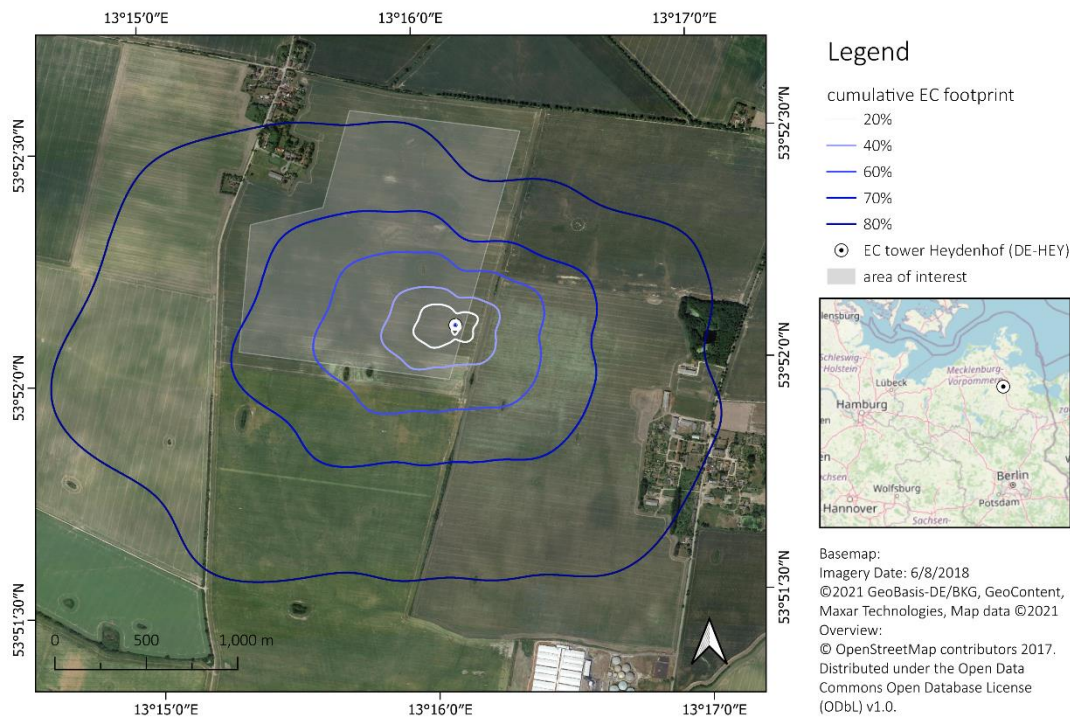 13°15′0″E 13°16′0″E 13°17′0″E
53°52′30″N
53°52′0″N
53°51′30″N
53°52′30″N
53°52′0″N
53°51′30″N
0 500 1,000 m
13°15′0″E 13°16′0″E 13°17′0″E
Legend
cumulative EC footprint
20%
40%
60%
70%
80%
EC tower Heydenhof (DE-HEY)
area of interest
lensburg
Schleswig-
Holstein
Lübeck
Mecklenburg
Vorpommern
Hamburg
en
Berlin
Wolfsburg
Potsdam
Hannover
Sachsen-
Basemap:
Imagery Date: 6/8/2018
©2021 GeoBasis-DE/BKG, GeoContent,
Maxar Technologies, Map data ©2021
Overview:
© OpenStreetMap contributors 2017.
Distributed under the Open Data
Commons Open Database License
(ODbL) v1.0.